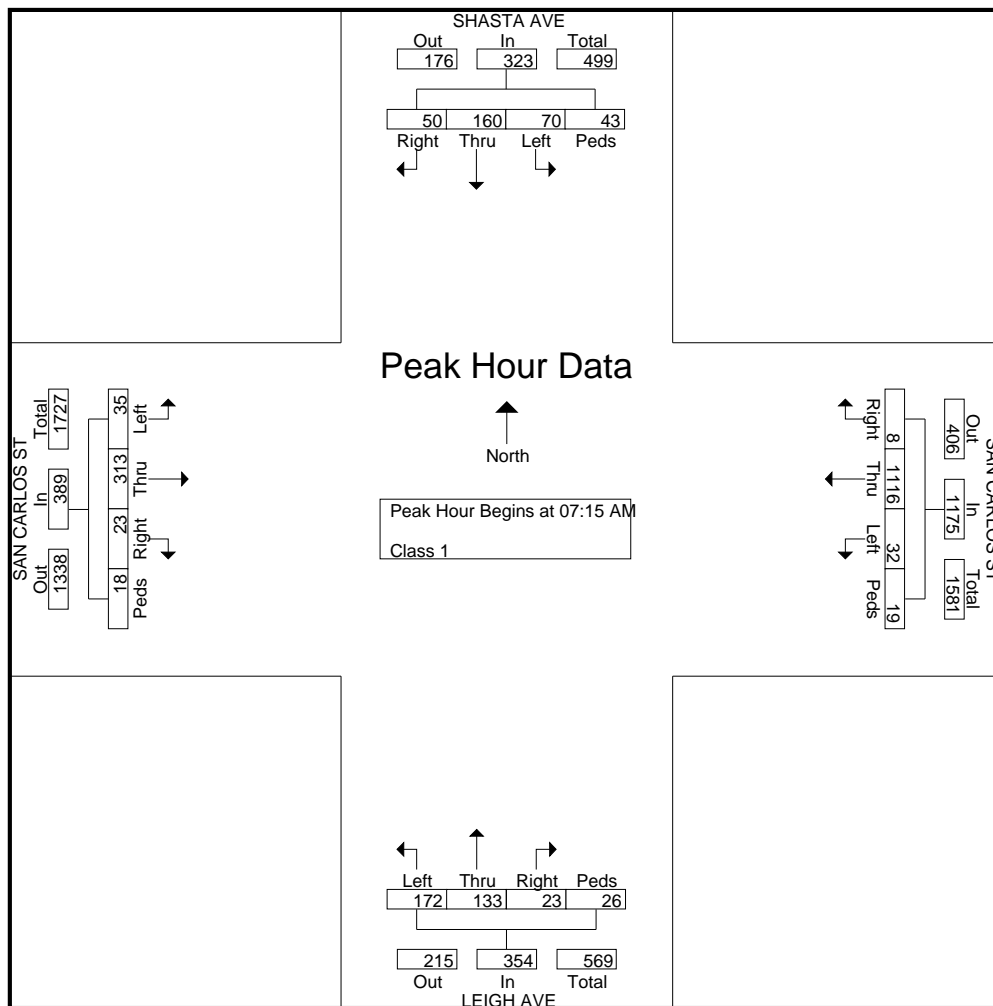 SHASTA AVE
Out In Total
176 323 499
50 160 70 43
Right Thru Left Peds
Peak Hour Data
North
Peak Hour Begins at 07:15 AM
Class 1
SAN CARLOS ST
Out In Total
1338 389 1727
18 23 313 35
Peds Right Thru Left
SAN CARLOS ST
Out In Total
406 1175 1581
Right Thru Left Peds
8 1116 32 19
Left Thru Right Peds
172 133 23 26
215 354 569
Out In Total
LEIGH AVE